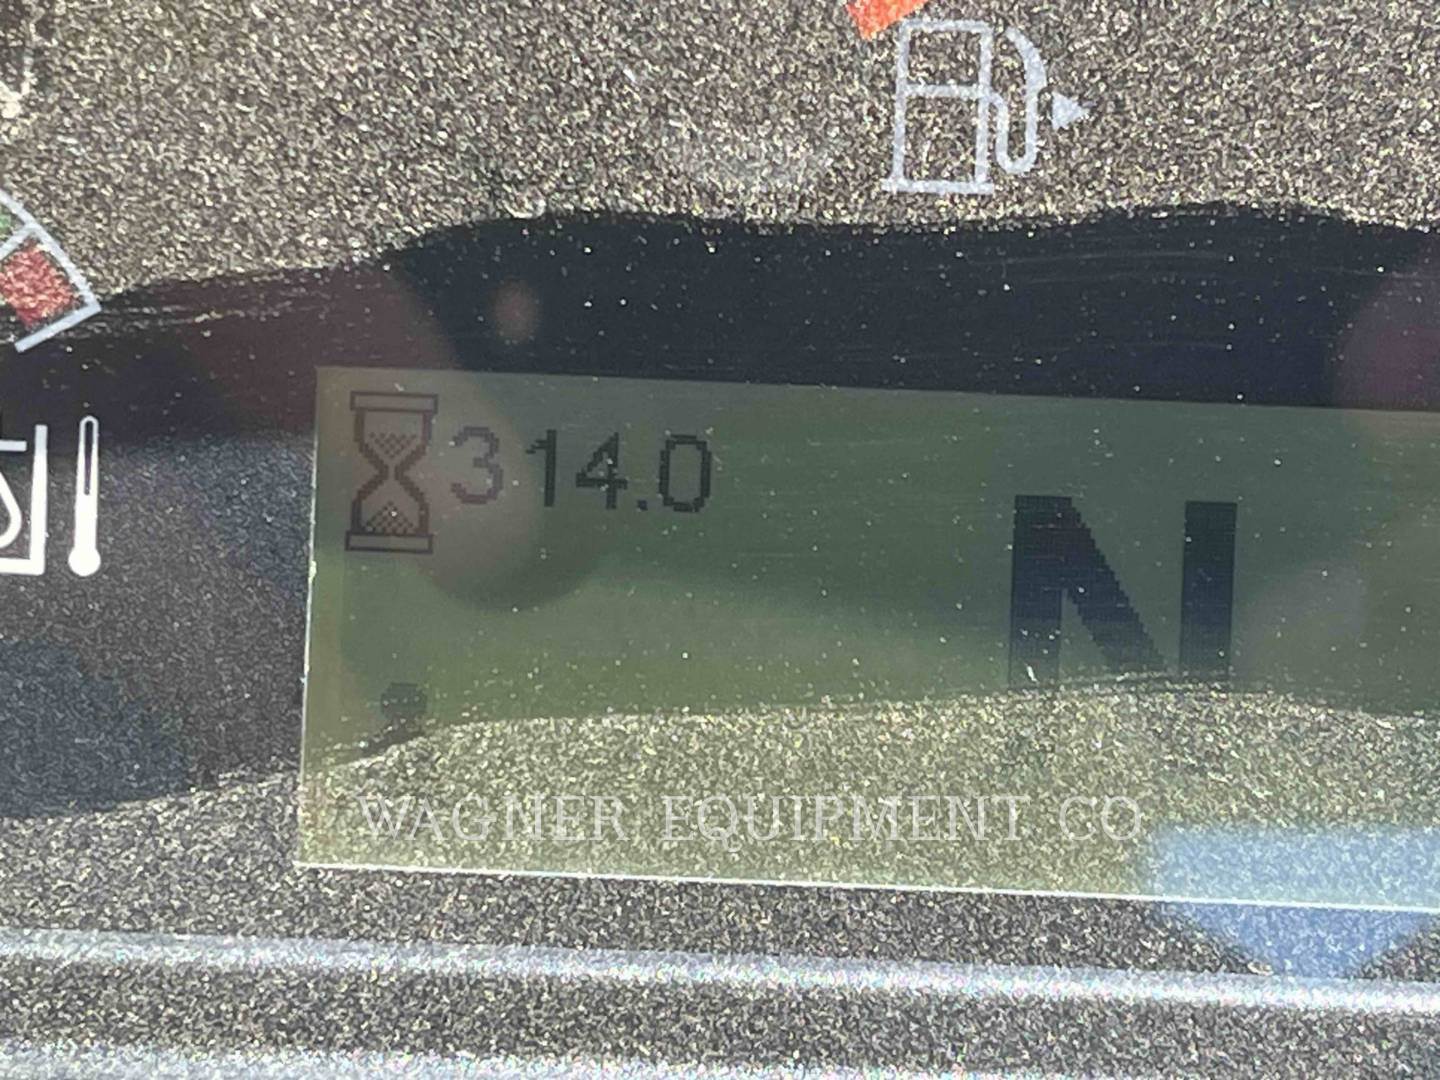 314.0
N
WAGNER EQUIPMENT CO